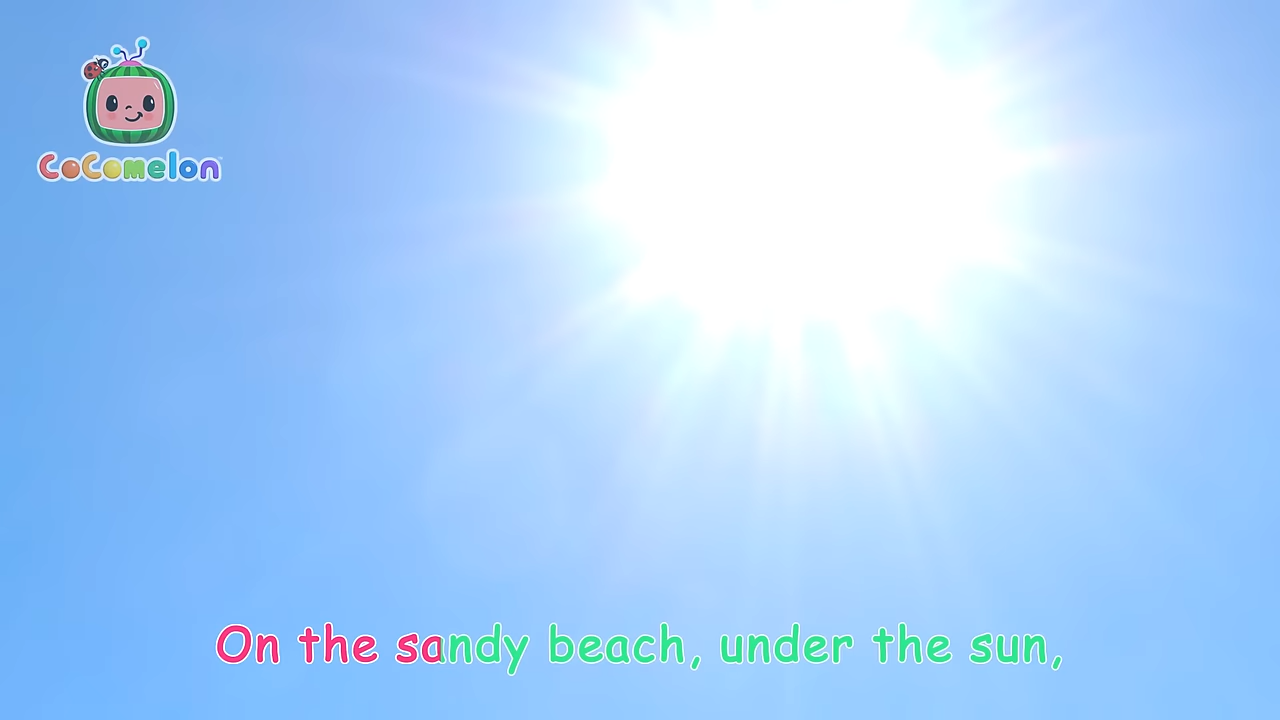 CoComelon
On the sandy beach, under the sun,